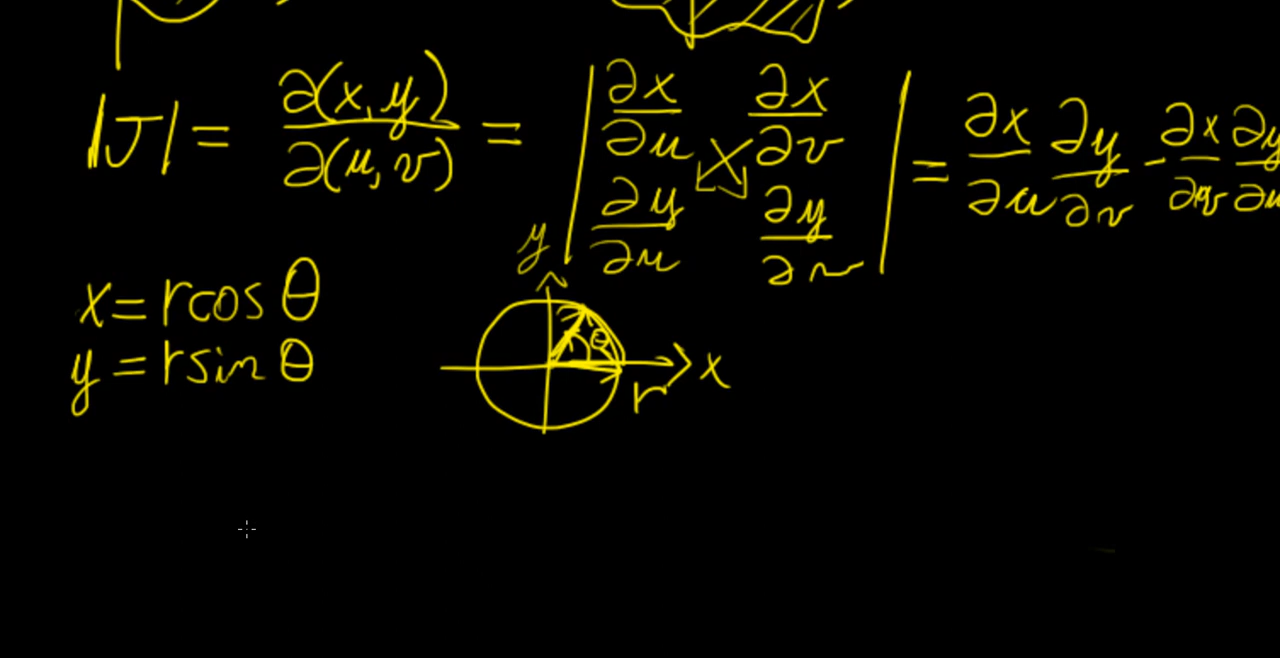 |J| = ∂(x,y)/∂(u,v) = |∂x/∂u ∂x/∂v ∂y/∂u ∂y/∂v| = ∂x/∂u ∂y/∂v - ∂x/∂v ∂y/∂u
y
x = r cos θ
θ
y = r sin θ
x
r